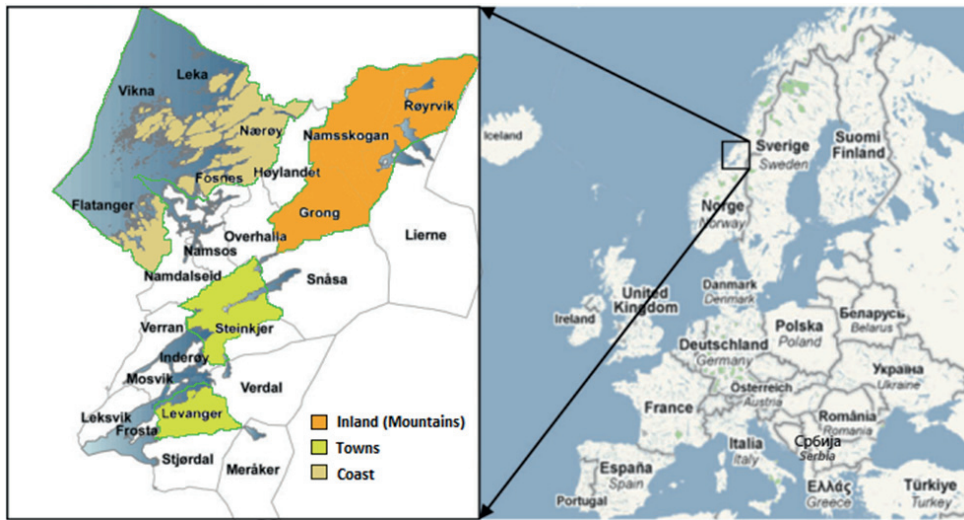 Leka
Vikna
Nærøy
Fosnes
Høylandet
Røyrvik
Namsskogan
Grong
Flatanger
Overhalla
Namsos
Lierne
Namdalseid
Snåsa
Verran
Steinkjer
Inderøy
Mosvik
Verdal
Leksvik
Levanger
Frosta
Stjørdal
Meråker
Inland (Mountains)
Towns
Coast
Iceland
Sverige
Sweden
Suomi
Finland
Norge
Norway
Danmark
Denmark
United
Kingdom
Ireland
Беларусь
Belarus
Polska
Poland
Deutschland
Germany
Україна
Ukraine
Österreich
Austria
France
România
Romania
Србија
Serbia
Italia
Italy
España
Spain
Portugal
Ελλάς
Greece
Türkiye
Turkey